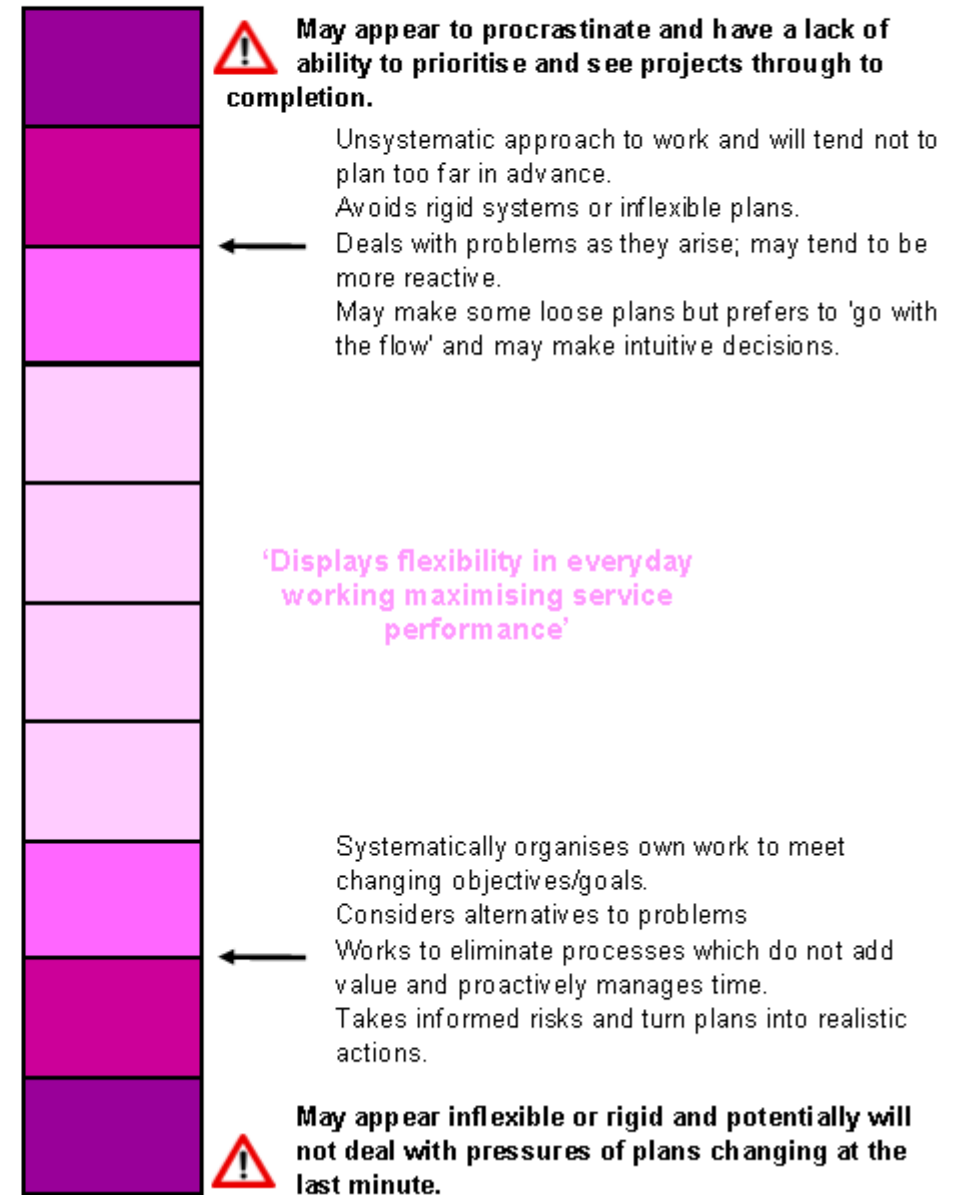 May appear to procrastinate and have a lack of
ability to prioritise and see projects through to
completion.
Unsystematic approach to work and will tend not to
plan too far in advance.
Avoids rigid systems or inflexible plans.
Deals with problems as they arise; may tend to be
more reactive.
May make some loose plans but prefers to 'go with
the flow' and may make intuitive decisions.
‘Displays flexibility in everyday
working maximising service
performance’
Systematically organises own work to meet
changing objectives/goals.
Considers alternatives to problems
Works to eliminate processes which do not add
value and proactively manages time.
Takes informed risks and turn plans into realistic
actions.
May appear inflexible or rigid and potentially will
not deal with pressures of plans changing at the
last minute.